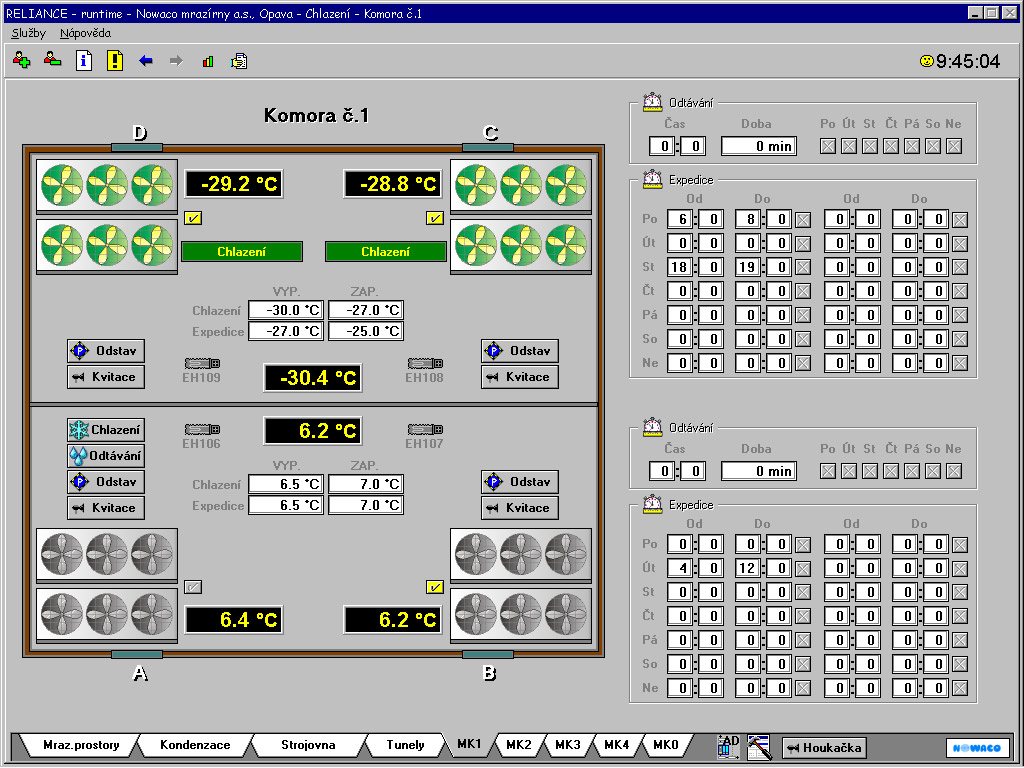 RELIANCE - runtime - Nowaco mrazírny a.s., Opava - Chlazení - Komora č.1
Služby Nápověda
9:45:04
Komora č.1
D C
-29.2 °C -28.8 °C
Chlazení Chlazení
VYP. ZAP.
Chlazení -30.0 °C -27.0 °C
Expedice -27.0 °C -25.0 °C
Odstav Odstav
Kvitace Kvitace
EH109 -30.4 °C EH108
Chlazení
Odtávání
Odstav Odstav
Kvitace Kvitace
EH106 6.2 °C EH107
VYP. ZAP.
Chlazení 6.5 °C 7.0 °C
Expedice 6.5 °C 7.0 °C
6.4 °C 6.2 °C
A B
Odtávání
Čas Doba Po Út St Čt Pá So Ne
0 : 0 0 min
Expedice
Od Do Od Do
Po 6 : 0 8 : 0 0 : 0 0 : 0
Út 0 : 0 0 : 0 0 : 0 0 : 0
St 18 : 0 19 : 0 0 : 0 0 : 0
Čt 0 : 0 0 : 0 0 : 0 0 : 0
Pá 0 : 0 0 : 0 0 : 0 0 : 0
So 0 : 0 0 : 0 0 : 0 0 : 0
Ne 0 : 0 0 : 0 0 : 0 0 : 0
Odtávání
Čas Doba Po Út St Čt Pá So Ne
0 : 0 0 min
Expedice
Od Do Od Do
Po 0 : 0 0 : 0 0 : 0 0 : 0
Út 4 : 0 12 : 0 0 : 0 0 : 0
St 0 : 0 0 : 0 0 : 0 0 : 0
Čt 0 : 0 0 : 0 0 : 0 0 : 0
Pá 0 : 0 0 : 0 0 : 0 0 : 0
So 0 : 0 0 : 0 0 : 0 0 : 0
Ne 0 : 0 0 : 0 0 : 0 0 : 0
Mraz.prostory Kondenzace Strojovna Tunely MK1 MK2 MK3 MK4 MK0 AD Houkačka NOWACO